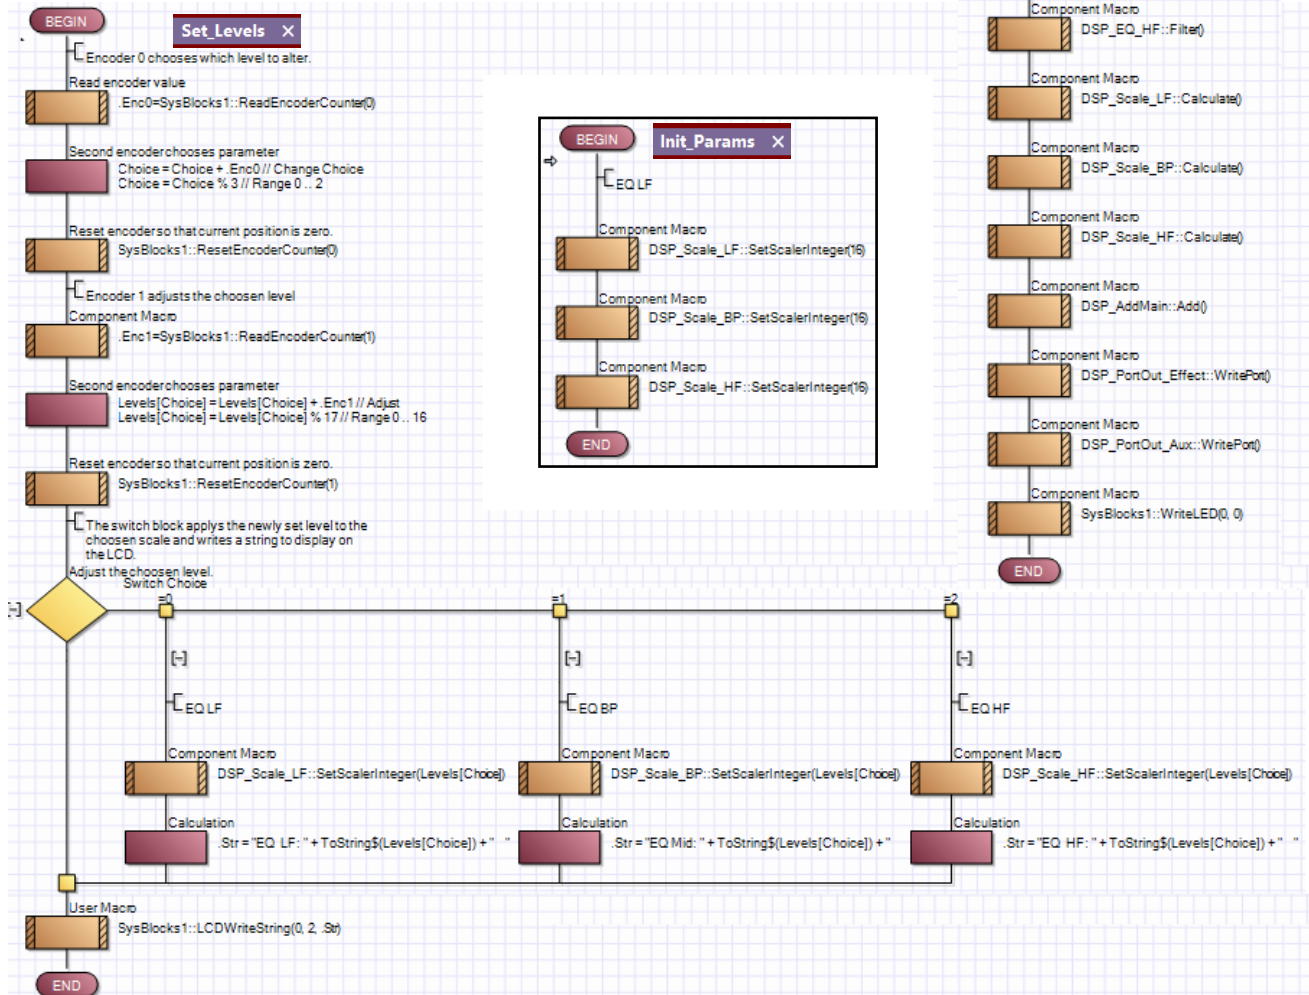 BEGIN
Set_Levels ×
Encoder 0 chooses which level to alter.
Read encoder value
.Enc0=SysBlocks1::ReadEncoderCounter(0)
Second encoder chooses parameter
Choice = Choice + .Enc0 // Change Choice
Choice = Choice % 3 // Range 0 .. 2
Reset encoder so that current position is zero.
SysBlocks1::ResetEncoderCounter(0)
Encoder 1 adjusts the choosen level
Component Macro
.Enc1=SysBlocks1::ReadEncoderCounter(1)
Second encoder chooses parameter
Levels[Choice] = Levels[Choice] + .Enc1 // Adjust
Levels[Choice] = Levels[Choice] % 17 // Range 0 .. 16
Reset encoder so that current position is zero.
SysBlocks1::ResetEncoderCounter(1)
The switch block applys the newly set level to the
choosen scale and writes a string to display on
the LCD.
Adjust the choosen level.
Switch Choice
=0
=1
=2
[-]
[-]
[-]
[-]
EQ LF
EQ BP
EQ HF
Component Macro
DSP_Scale_LF::SetScalerInteger(Levels[Choice])
Component Macro
DSP_Scale_BP::SetScalerInteger(Levels[Choice])
Component Macro
DSP_Scale_HF::SetScalerInteger(Levels[Choice])
Calculation
.Str = "EQ LF: " + ToString$(Levels[Choice]) + "   "
Calculation
.Str = "EQ Mid: " + ToString$(Levels[Choice]) + "
Calculation
.Str = "EQ HF: " + ToString$(Levels[Choice]) + "   "
User Macro
SysBlocks1::LCDWriteString(0, 2, .Str)
END
BEGIN
Init_Params ×
EQ LF
Component Macro
DSP_Scale_LF::SetScalerInteger(16)
Component Macro
DSP_Scale_BP::SetScalerInteger(16)
Component Macro
DSP_Scale_HF::SetScalerInteger(16)
END
Component Macro
DSP_EQ_HF::Filter()
Component Macro
DSP_Scale_LF::Calculate()
Component Macro
DSP_Scale_BP::Calculate()
Component Macro
DSP_Scale_HF::Calculate()
Component Macro
DSP_AddMain::Add()
Component Macro
DSP_PortOut_Effect::WritePort()
Component Macro
DSP_PortOut_Aux::WritePort()
Component Macro
SysBlocks1::WriteLED(0, 0)
END